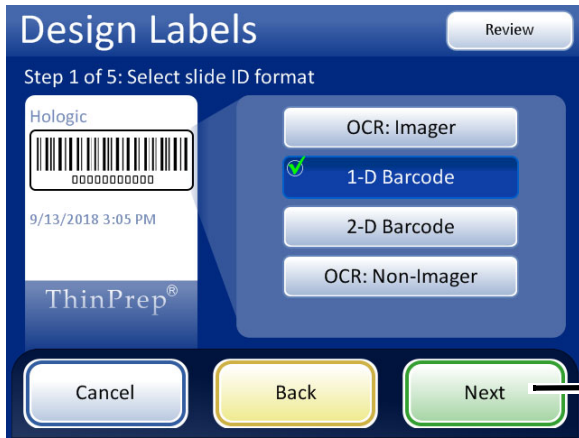 Design Labels
Review
Step 1 of 5: Select slide ID format
Hologic
00000000000
9/13/2018 3:05 PM
ThinPrep®
OCR: Imager
1-D Barcode
2-D Barcode
OCR: Non-Imager
Cancel
Back
Next